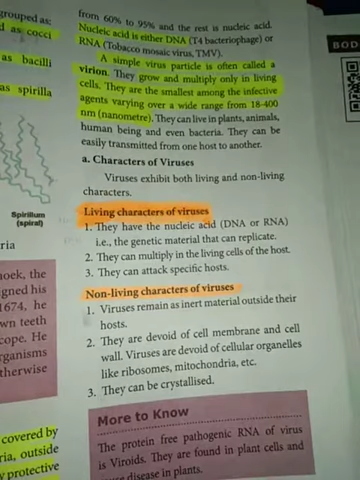 grouped as:
d as cocci
as bacilli
as spirilla
Spirillum
(spiral)
ria
hoek, the
gned his
1674, he
wn teeth
cope. He
rganisms
therwise
covered by
ria, outside
protective
from 60% to 95% and the rest is nucleic acid.
Nucleic acid is either DNA (T4 bacteriophage) or
RNA (Tobacco mosaic virus, TMV).
A simple virus particle is often called a
virion. They grow and multiply only in living
cells. They are the smallest among the infective
agents varying over a wide range from 18-400
nm (nanometre). They can live in plants, animals,
human being and even bacteria. They can be
easily transmitted from one host to another.
a. Characters of Viruses
Viruses exhibit both living and non-living
characters.
Living characters of viruses
1. They have the nucleic acid (DNA or RNA)
i.e., the genetic material that can replicate.
2. They can multiply in the living cells of the host.
3. They can attack specific hosts.
Non-living characters of viruses
1. Viruses remain as inert material outside their
hosts.
2. They are devoid of cell membrane and cell
wall. Viruses are devoid of cellular organelles
like ribosomes, mitochondria, etc.
3. They can be crystallised.
More to Know
The protein free pathogenic RNA of virus
is Viroids. They are found in plant cells and
disease in plants.
BOD